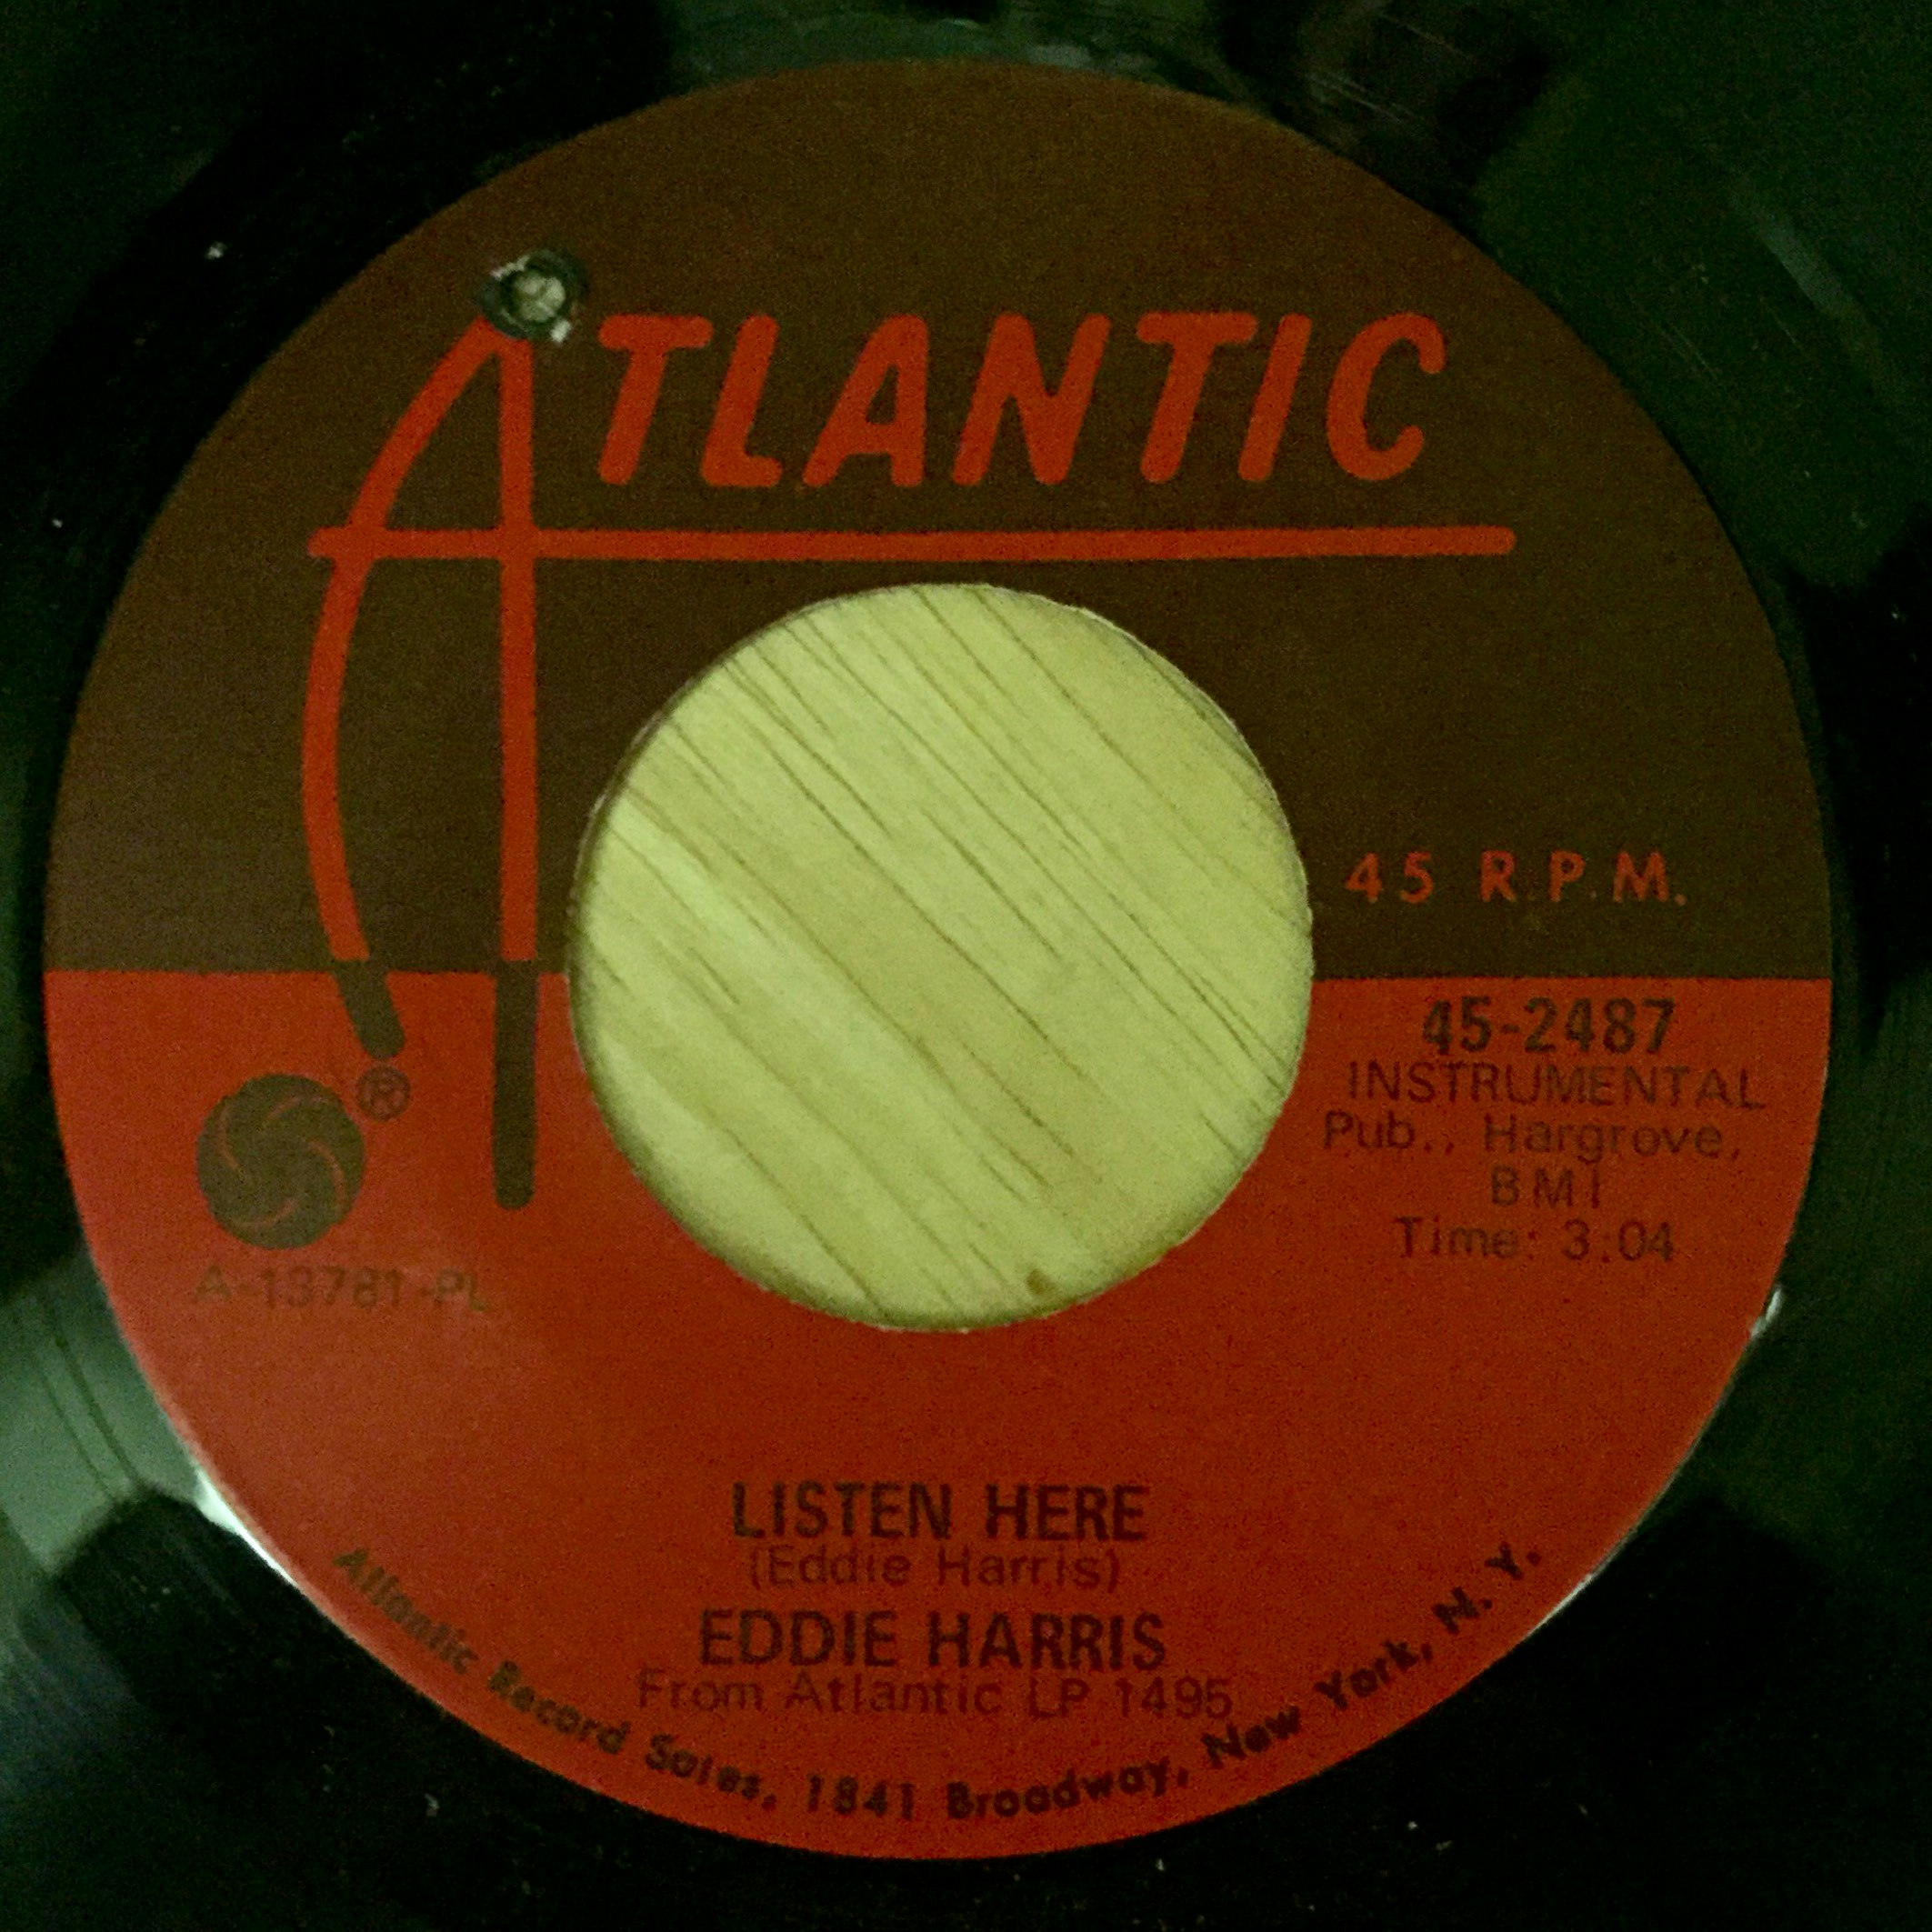 ATLANTIC
45 R.P.M.
45-2487
INSTRUMENTAL
Pub., Hargrove,
BMI
Time: 3:04
®
A-13781-PL
LISTEN HERE
(Eddie Harris)
EDDIE HARRIS
From Atlantic LP 1495
Atlantic Record Sales, 1841 Broadway, New York, N.Y.